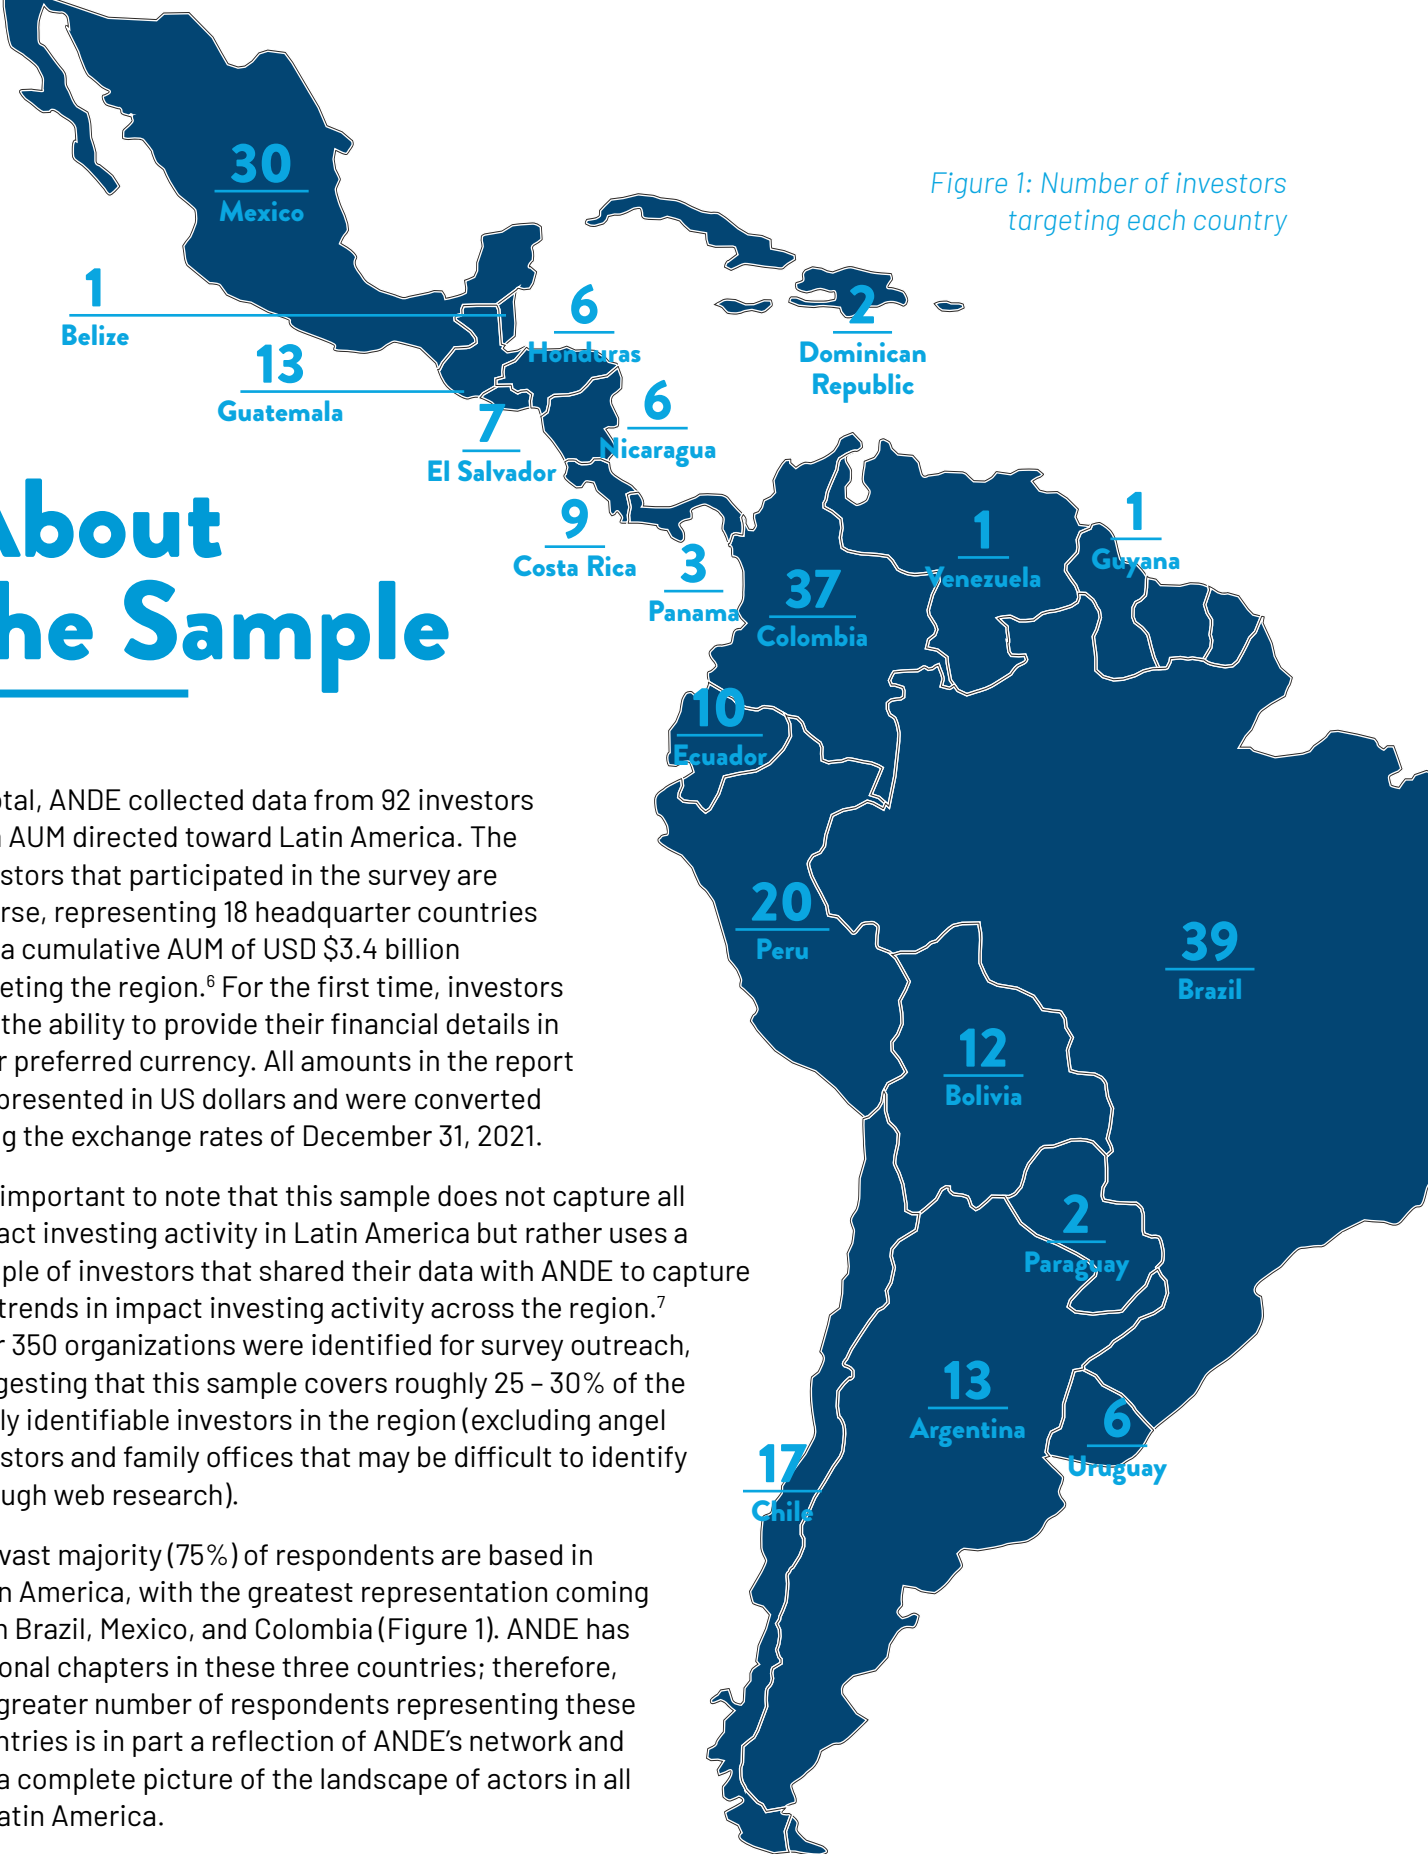 30
Mexico
Figure 1: Number of investors
targeting each country
1
Belize
6
Honduras
2
Dominican
Republic
13
Guatemala
7
El Salvador
6
Nicaragua
9
Costa Rica
3
Panama
1
Venezuela
1
Guyana
37
Colombia
10
Ecuador
20
Peru
39
Brazil
12
Bolivia
2
Paraguay
13
Argentina
6
Uruguay
17
Chile
About
he Sample
otal, ANDE collected data from 92 investors
AUM directed toward Latin America. The
stors that participated in the survey are
rse, representing 18 headquarter countries
a cumulative AUM of USD $3.4 billion
eting the region.6 For the first time, investors
the ability to provide their financial details in
r preferred currency. All amounts in the report
presented in US dollars and were converted
g the exchange rates of December 31, 2021.
important to note that this sample does not capture all
act investing activity in Latin America but rather uses a
ple of investors that shared their data with ANDE to capture
trends in impact investing activity across the region.7
r 350 organizations were identified for survey outreach,
gesting that this sample covers roughly 25 – 30% of the
ly identifiable investors in the region (excluding angel
stors and family offices that may be difficult to identify
ugh web research).
vast majority (75%) of respondents are based in
n America, with the greatest representation coming
n Brazil, Mexico, and Colombia (Figure 1). ANDE has
onal chapters in these three countries; therefore,
greater number of respondents representing these
ntries is in part a reflection of ANDE's network and
a complete picture of the landscape of actors in all
atin America.